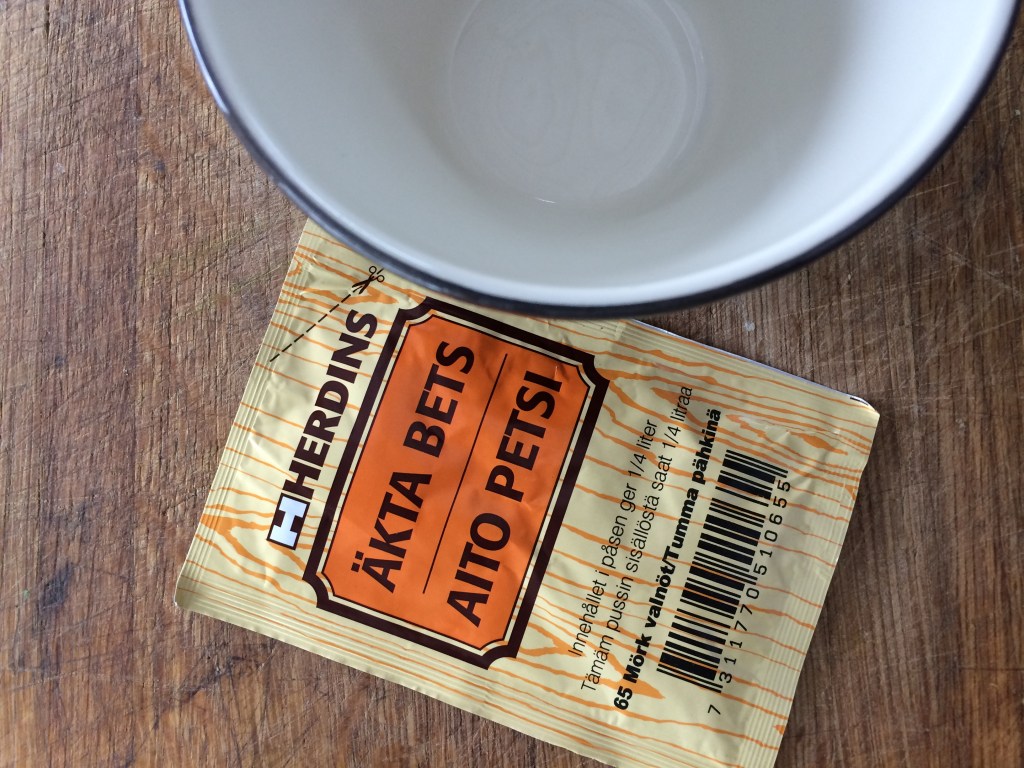 HERDINS
ÄKTA BETS
AITO PETSI
Innehållet i påsen ger 1/4 liter
Tämäm pussin sisällöstä saat 1/4 litraa
65 Mörk valnöt/Tumma pähkinä
7 311770 510655